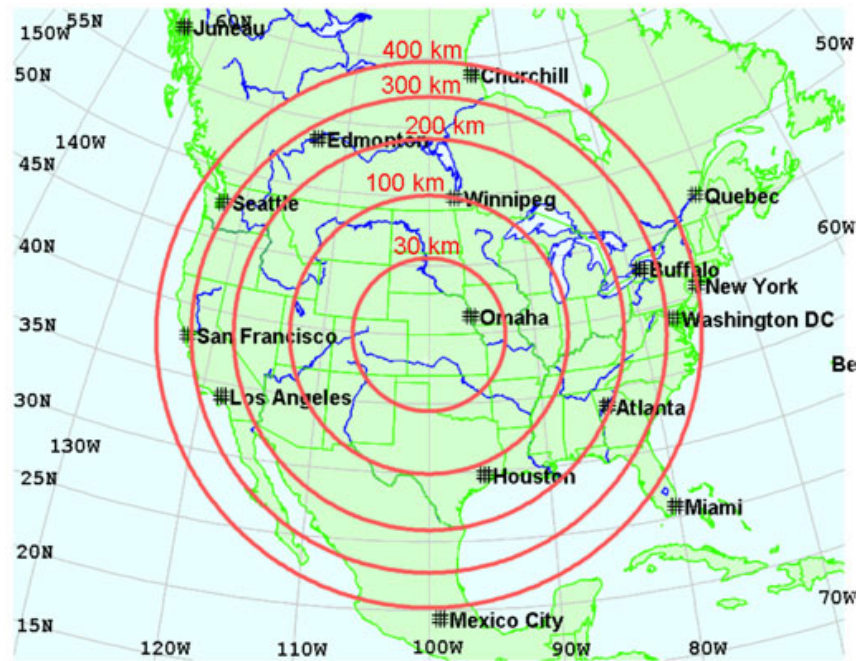 55N
60N
Juneau
150W
400 km
50W
50N
Churchill
300 km
200 km
140W
Edmonton
45N
100 km
Seattle
Winnipeg
Quebec
60W
40N
30 km
Buffalo
New York
35N
Omaha
Washington DC
San Francisco
Be
30N
Los Angeles
Atlanta
130W
25N
Houston
Miami
20N
70W
15N
Mexico City
120W
110W
100W
90W
80W